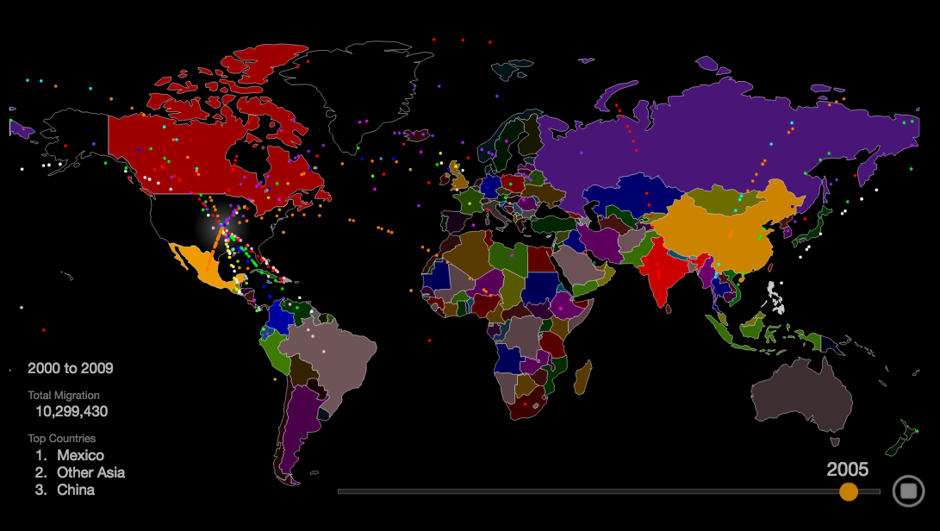 2000 to 2009
Total Migration
10,299,430
Top Countries
1. Mexico
2. Other Asia
3. China
2005